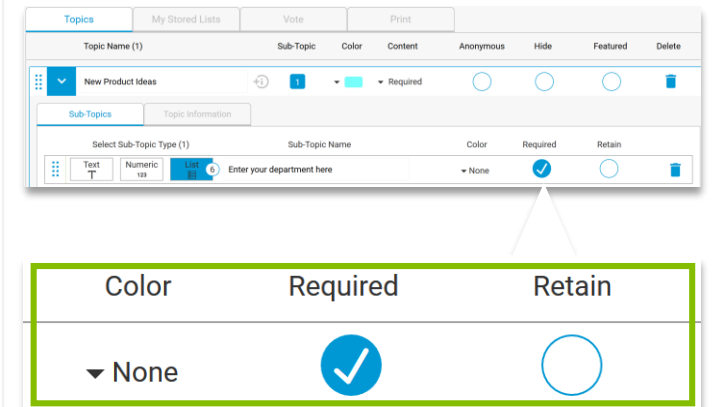 Topics My Stored Lists Vote Print
Topic Name (1) Sub-Topic Color Content Anonymous Hide Featured Delete
New Product Ideas 1 Required
Sub-Topics Topic Information
Select Sub-Topic Type (1) Sub-Topic Name Color Required Retain
Text Numeric List 6 Enter your department here None
T 123
Color Required Retain
None